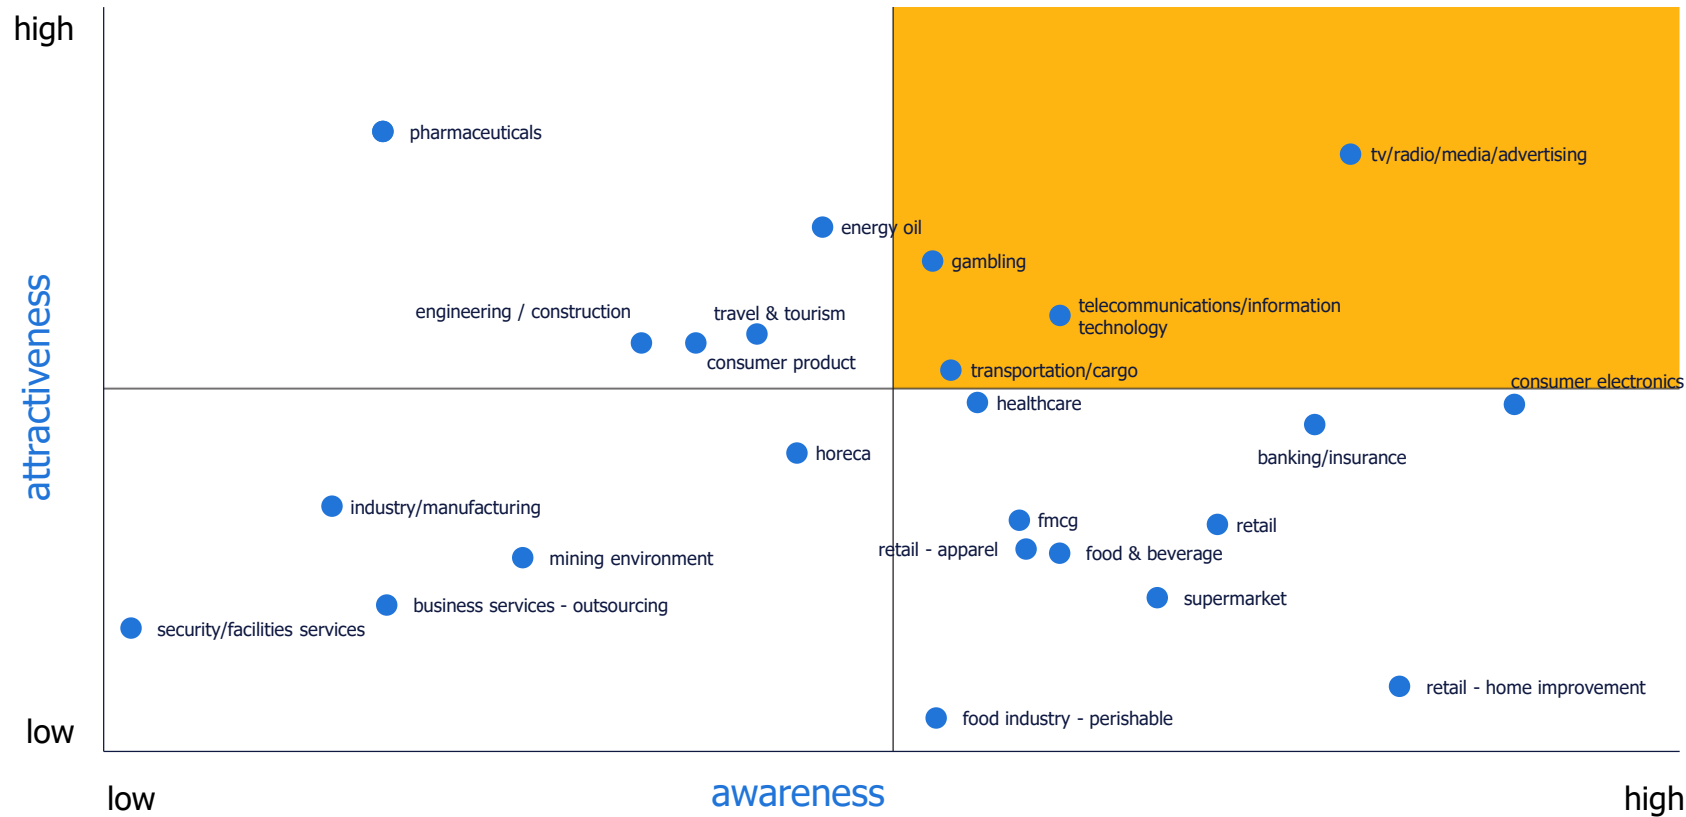 high
pharmaceuticals
tv/radio/media/advertising
energy oil
gambling
engineering / construction
travel & tourism
telecommunications/information
technology
consumer product
transportation/cargo
consumer electronics
attractiveness
healthcare
horeca
banking/insurance
industry/manufacturing
fmcg
retail
retail - apparel
food & beverage
mining environment
business services - outsourcing
supermarket
security/facilities services
retail - home improvement
food industry - perishable
low
low
awareness
high